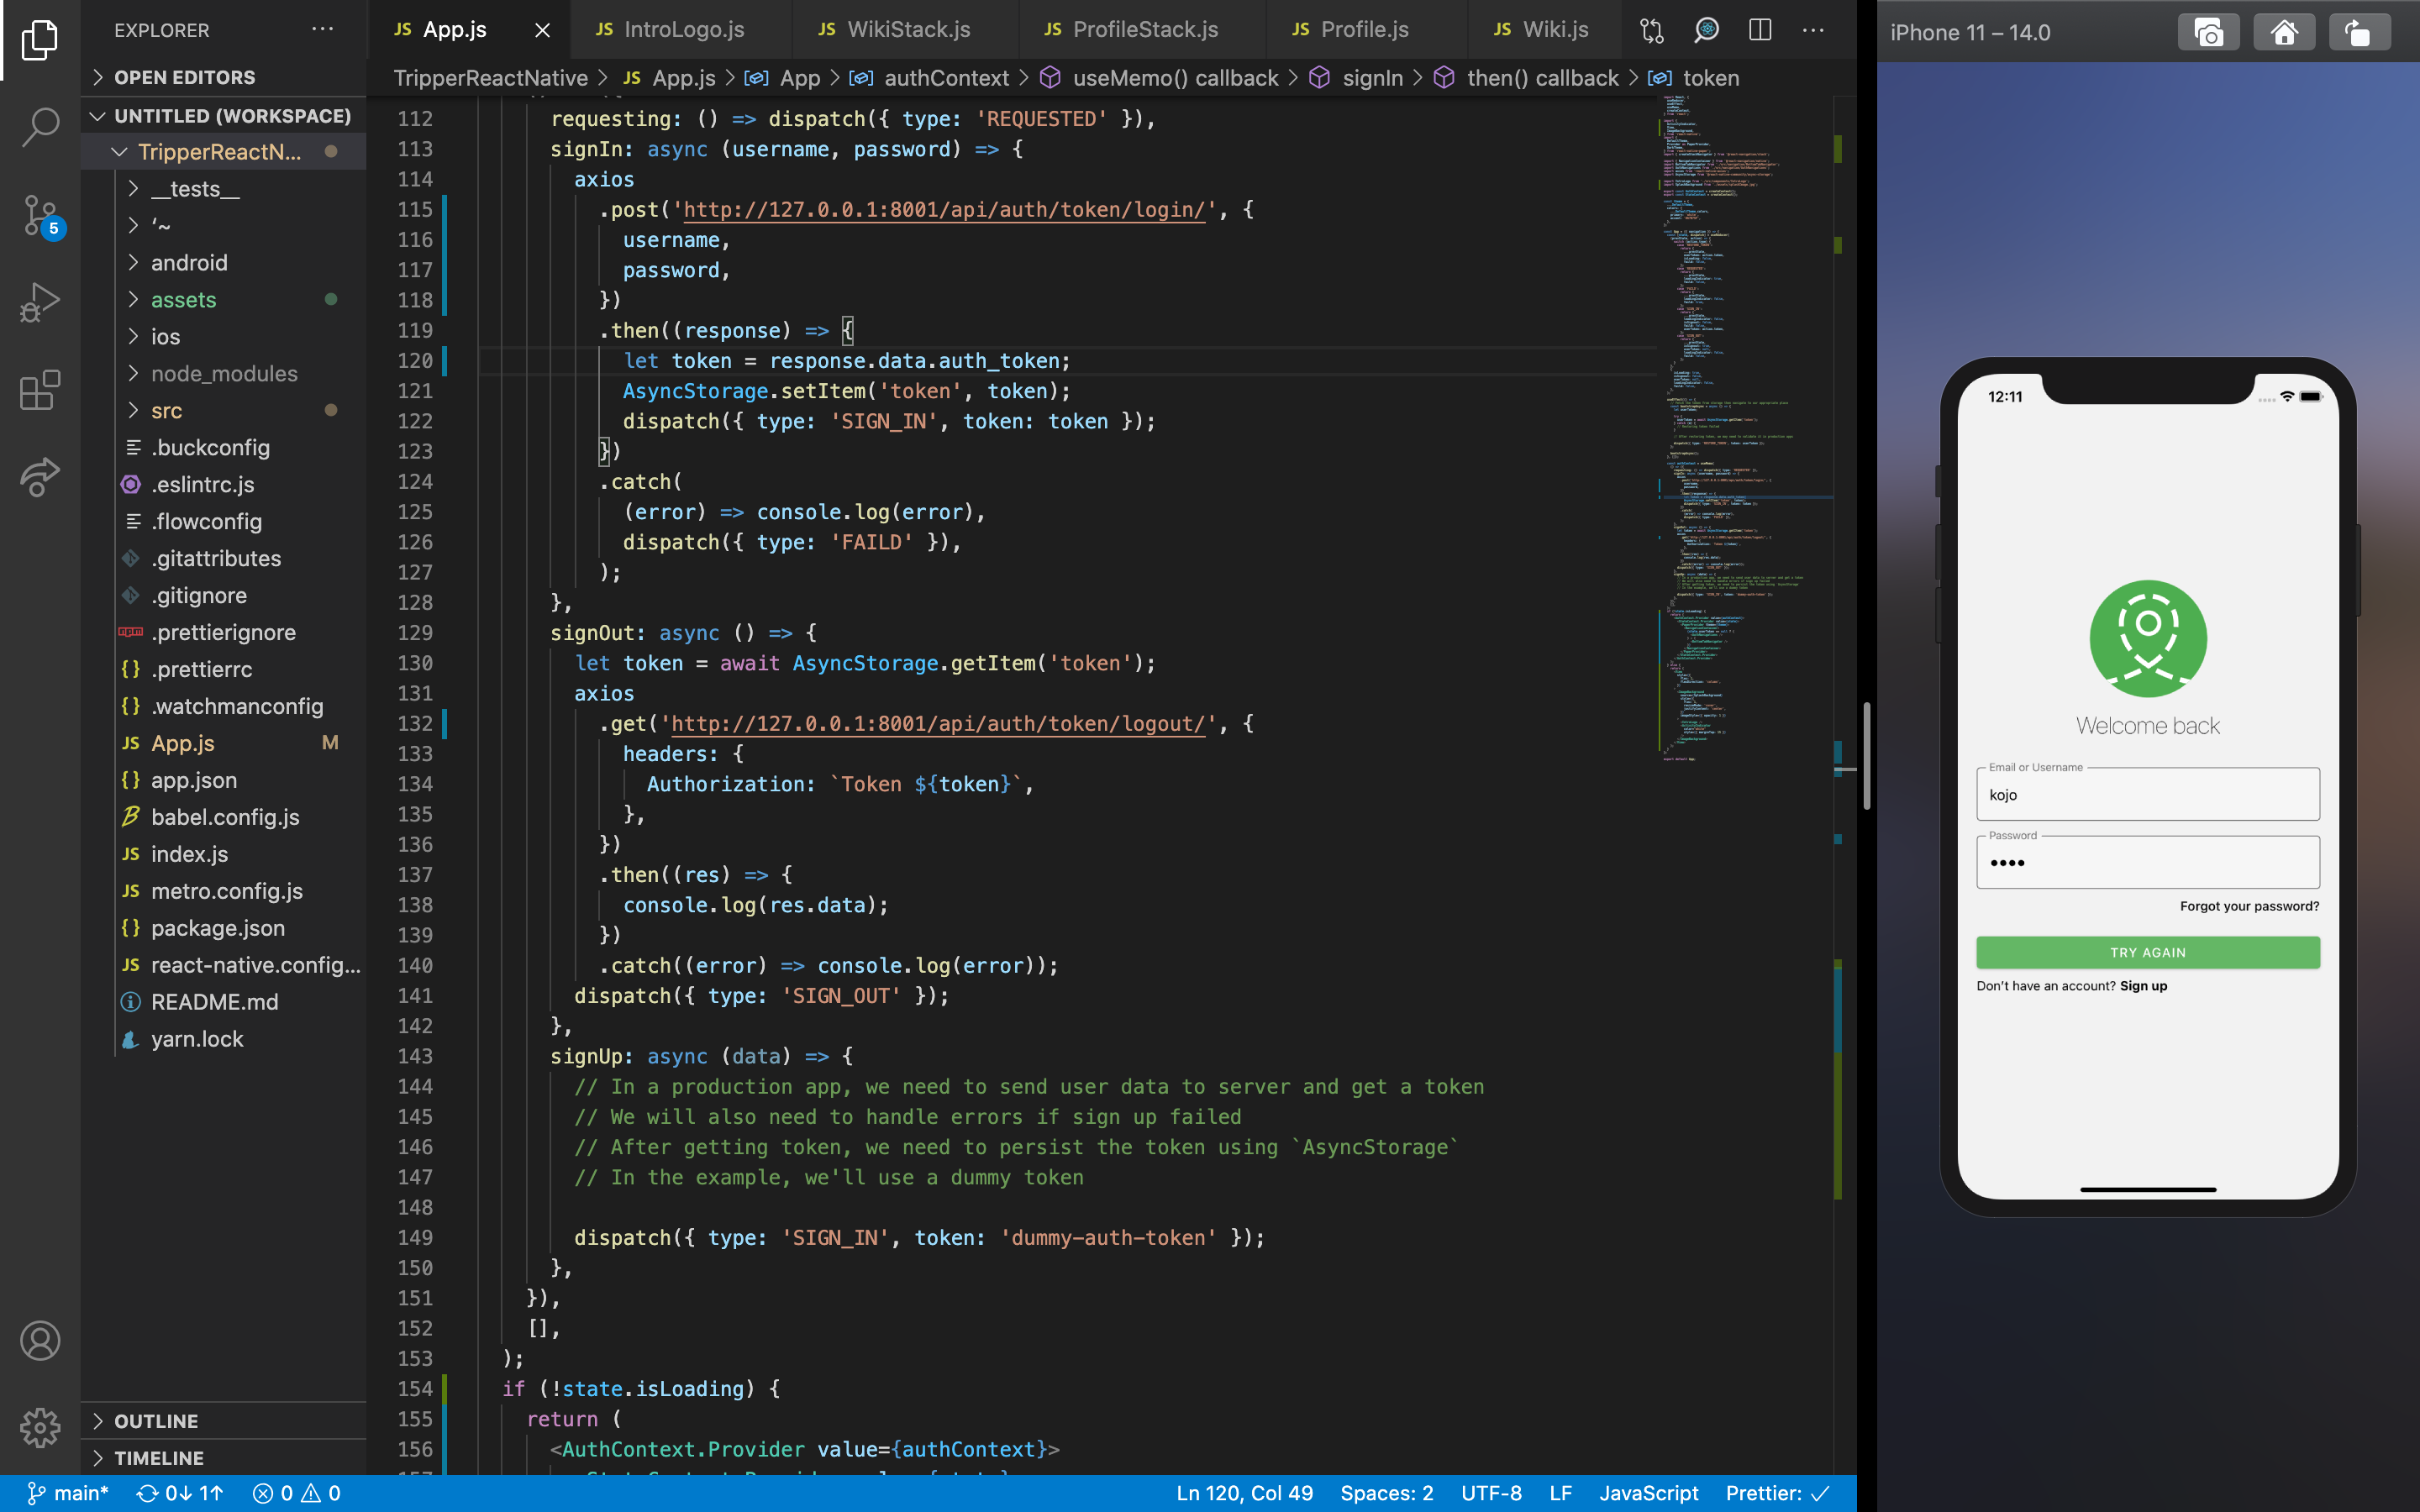 EXPLORER
OPEN EDITORS
UNTITLED (WORKSPACE)
TripperReactN...
__tests__
‘~
android
assets
ios
node_modules
src
.buckconfig
.eslintrc.js
.flowconfig
.gitattributes
.gitignore
.prettierignore
.prettierrc
.watchmanconfig
App.js M
app.json
babel.config.js
index.js
metro.config.js
package.json
react-native.config...
README.md
yarn.lock
OUTLINE
TIMELINE
5
JS App.js JS IntroLogo.js JS WikiStack.js JS ProfileStack.js JS Profile.js JS Wiki.js
TripperReactNative > JS App.js > App > authContext > useMemo() callback > signIn > then() callback > token
112 requesting: () => dispatch({ type: 'REQUESTED' }),
113 signIn: async (username, password) => {
114 axios
115 .post('http://127.0.0.1:8001/api/auth/token/login/', {
116 username,
117 password,
118 })
119 .then((response) => {
120 let token = response.data.auth_token;
121 AsyncStorage.setItem('token', token);
122 dispatch({ type: 'SIGN_IN', token: token });
123 })
124 .catch(
125 (error) => console.log(error),
126 dispatch({ type: 'FAILD' }),
127 );
128 },
129 signOut: async () => {
130 let token = await AsyncStorage.getItem('token');
131 axios
132 .get('http://127.0.0.1:8001/api/auth/token/logout/', {
133 headers: {
134 Authorization: `Token ${token}`,
135 },
136 })
137 .then((res) => {
138 console.log(res.data);
139 })
140 .catch((error) => console.log(error));
141 dispatch({ type: 'SIGN_OUT' });
142 },
143 signUp: async (data) => {
144 // In a production app, we need to send user data to server and get a token
145 // We will also need to handle errors if sign up failed
146 // After getting token, we need to persist the token using `AsyncStorage`
147 // In the example, we'll use a dummy token
148
149 dispatch({ type: 'SIGN_IN', token: 'dummy-auth-token' });
150 },
151 }),
152 [],
153 );
154 if (!state.isLoading) {
155 return (
156 <AuthContext.Provider value={authContext}>
main* 0↓ 1↑ 0 0
Ln 120, Col 49 Spaces: 2 UTF-8 LF JavaScript Prettier: ✓
iPhone 11 – 14.0
12:11
Welcome back
Email or Username
kojo
Password
••••
Forgot your password?
TRY AGAIN
Don't have an account? Sign up